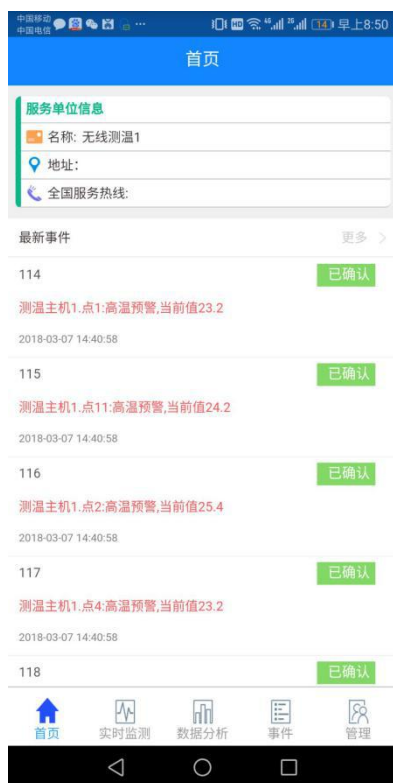 中国移动
中国电信
HD 46 26 14 早上8:50
首页
服务单位信息
名称: 无线测温1
地址:
全国服务热线:
最新事件 更多 >
114 已确认
测温主机1.点1:高温预警,当前值23.2
2018-03-07 14:40:58
115 已确认
测温主机1.点11:高温预警,当前值24.2
2018-03-07 14:40:58
116 已确认
测温主机1.点2:高温预警,当前值25.4
2018-03-07 14:40:58
117 已确认
测温主机1.点4:高温预警,当前值23.2
2018-03-07 14:40:58
118 已确认
首页 实时监测 数据分析 事件 管理